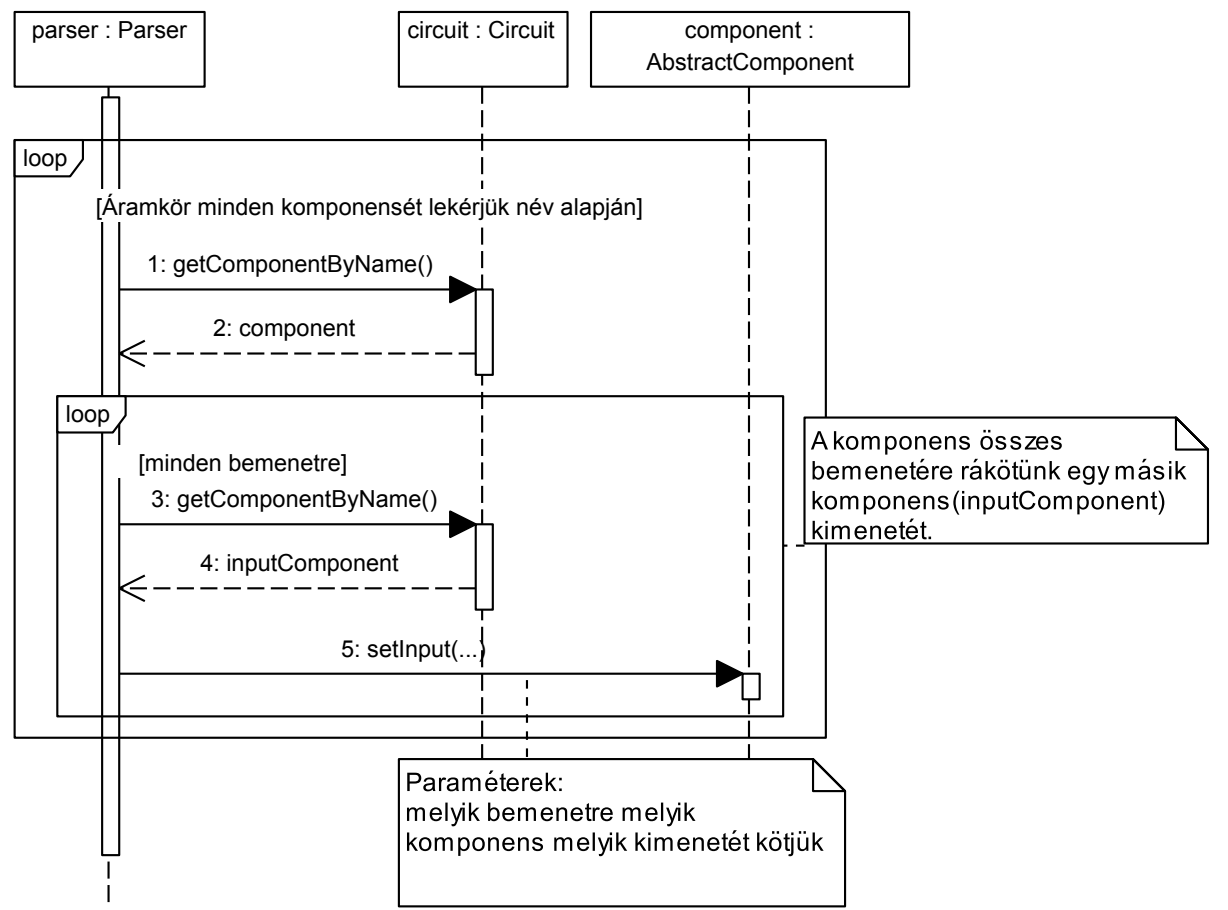 parser : Parser
circuit : Circuit
component :
AbstractComponent
loop
[Áramkör minden komponensét lekérjük név alapján]
1: getComponentByName()
2: component
loop
[minden bemenetre]
3: getComponentByName()
4: inputComponent
5: setInput(...)
A komponens összes
bemenetére rákötünk egy másik
komponens(inputComponent)
kimenetét.
Paraméterek:
melyik bemenetre melyik
komponens melyik kimenetét kötjük